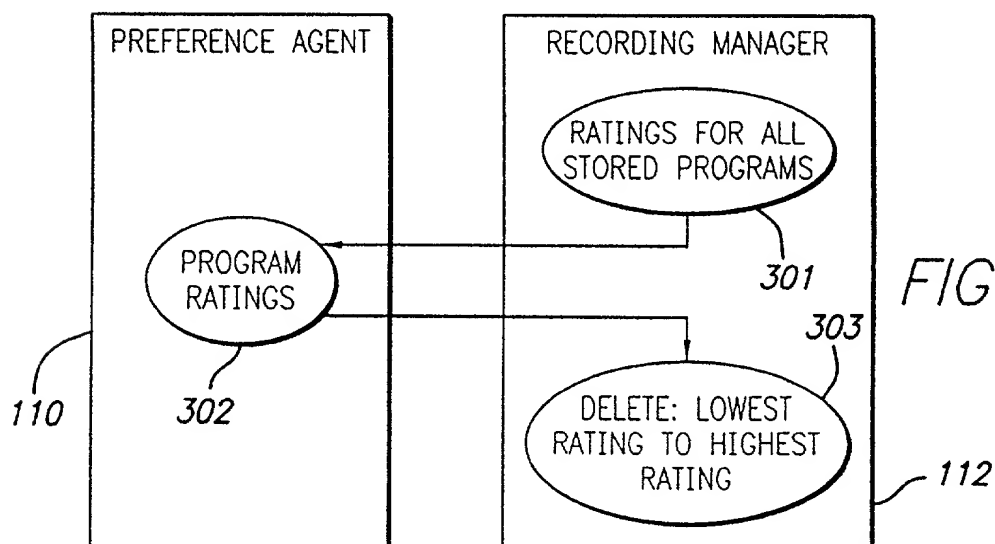 PREFERENCE AGENT
RECORDING MANAGER
RATINGS FOR ALL
STORED PROGRAMS
301
PROGRAM
RATINGS
302
110
FIG
303
DELETE: LOWEST
RATING TO HIGHEST
RATING
112